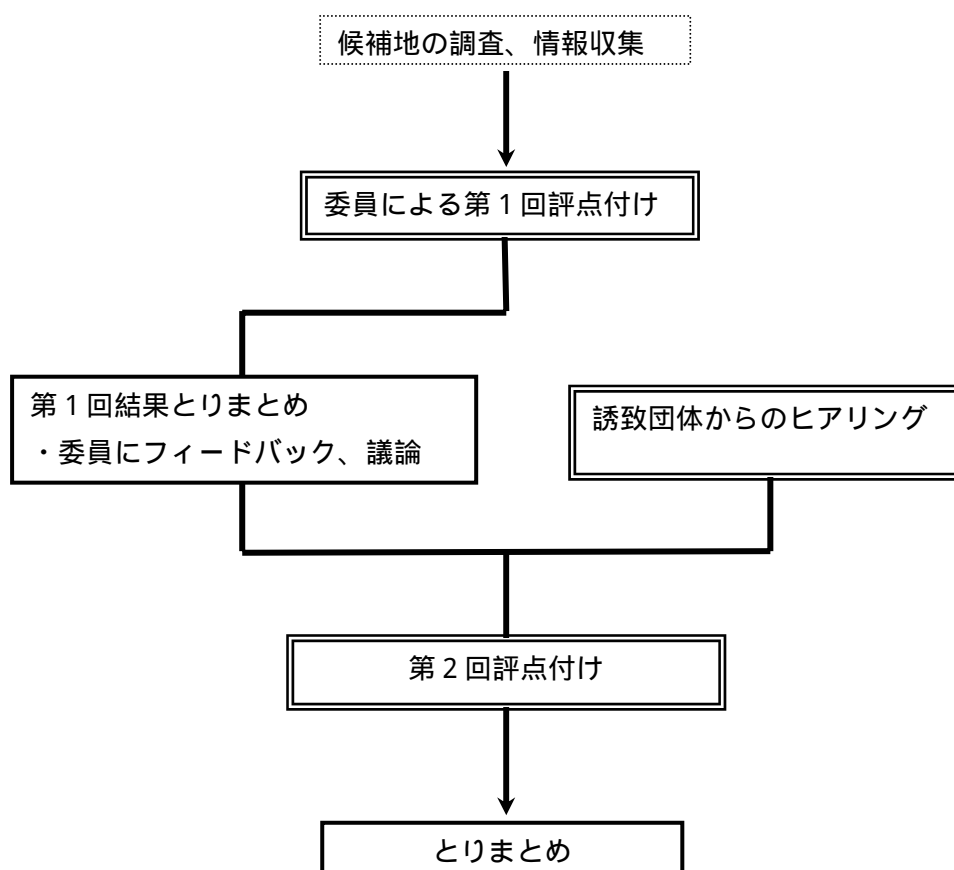 候補地の調査、情報収集
委員による第１回評点付け
第１回結果とりまとめ
・委員にフィードバック、議論
誘致団体からのヒアリング
第２回評点付け
とりまとめ